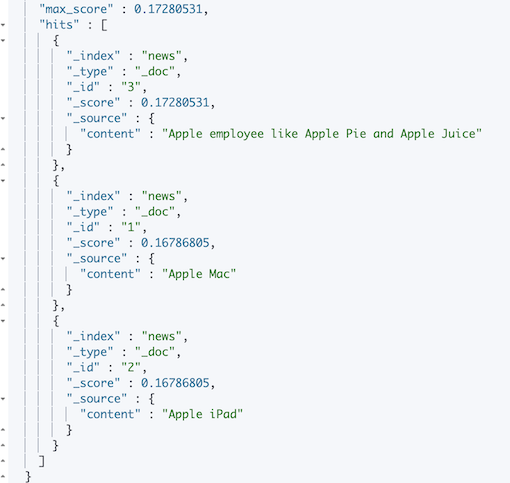 "max_score" : 0.17280531,
"hits" : [
{
"_index" : "news",
"_type" : "_doc",
"_id" : "3",
"_score" : 0.17280531,
"_source" : {
"content" : "Apple employee like Apple Pie and Apple Juice"
}
},
{
"_index" : "news",
"_type" : "_doc",
"_id" : "1",
"_score" : 0.16786805,
"_source" : {
"content" : "Apple Mac"
}
},
{
"_index" : "news",
"_type" : "_doc",
"_id" : "2",
"_score" : 0.16786805,
"_source" : {
"content" : "Apple iPad"
}
}
]
}